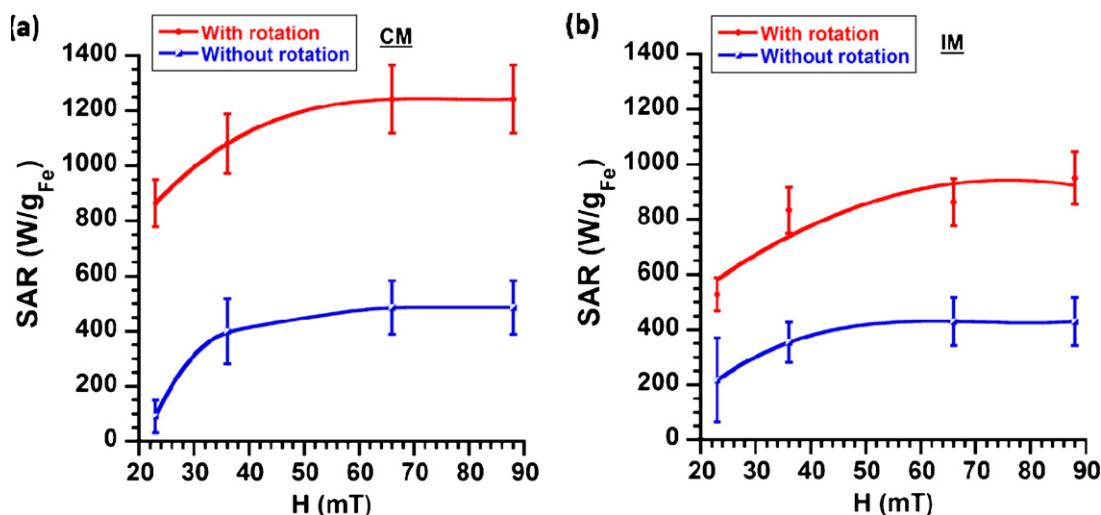 (a)
With rotation
Without rotation
CM
SAR (W/gFe)
1400
1200
1000
800
600
400
200
0
20 30 40 50 60 70 80 90
H (mT)
(b)
With rotation
Without rotation
IM
SAR (W/gFe)
1400
1200
1000
800
600
400
200
0
20 30 40 50 60 70 80 90
H (mT)